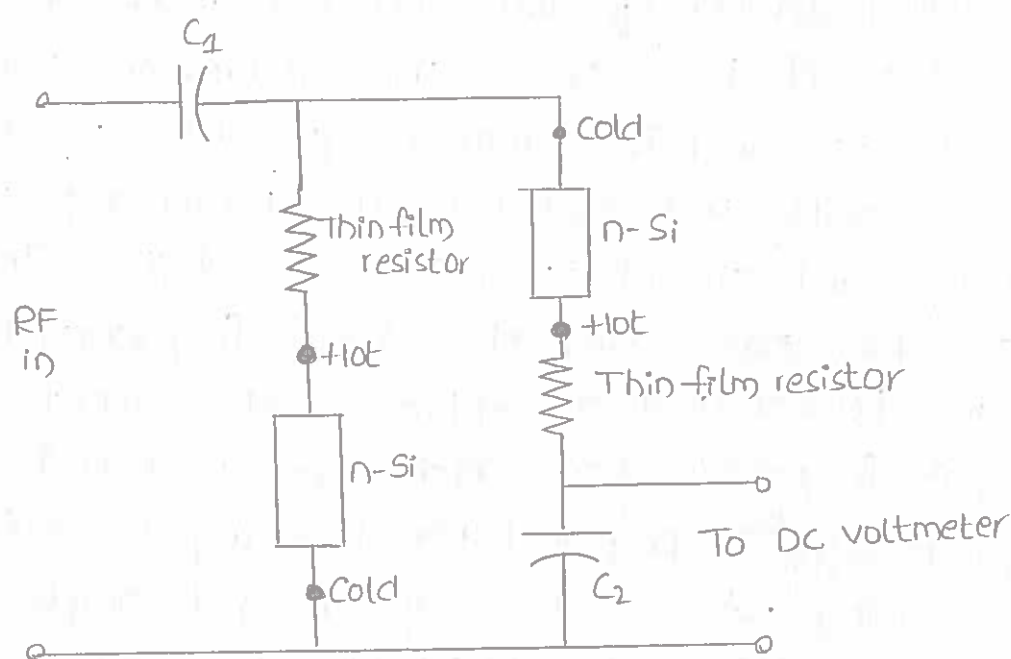 C1
Cold
Thin film
resistor
n-Si
RF
in
Hot
Hot
Thin-film resistor
n-Si
To DC voltmeter
C2
Cold